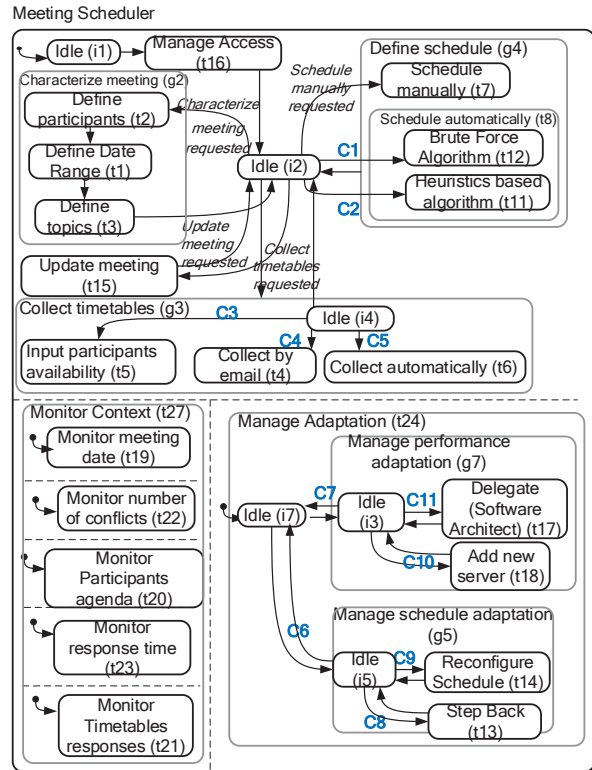 Meeting Scheduler
Idle (i1)
Manage Access
(t16)
Define schedule (g4)
Schedule
manually
requested
Schedule
manually (t7)
Characterize meeting (g2)
Define
participants (t2)
Characterize
meeting
requested
Define Date
Range (t1)
Define
topics (t3)
Idle (i2)
C1
C2
Schedule automatically (t8)
Brute Force
Algorithm (t12)
Heuristics based
algorithm (t11)
Update
meeting
requested
Collect
timetables
requested
Update meeting
(t15)
Collect timetables (g3)
C3
Idle (i4)
C4
C5
Input participants
availability (t5)
Collect by
email (t4)
Collect automatically (t6)
Monitor Context (t27)
Monitor meeting
date (t19)
Monitor number of
conflicts (t22)
Monitor
Participants
agenda (t20)
Monitor
response time
(t23)
Monitor
Timetables
responses (t21)
Manage Adaptation (t24)
Manage performance
adaptation (g7)
Idle (i7)
C7
Idle
(i3)
C11
Delegate
(Software
Architect) (t17)
C10
Add new
server (t18)
C6
Manage schedule adaptation
(g5)
Idle
(i5)
C9
Reconfigure
Schedule (t14)
C8
Step Back
(t13)